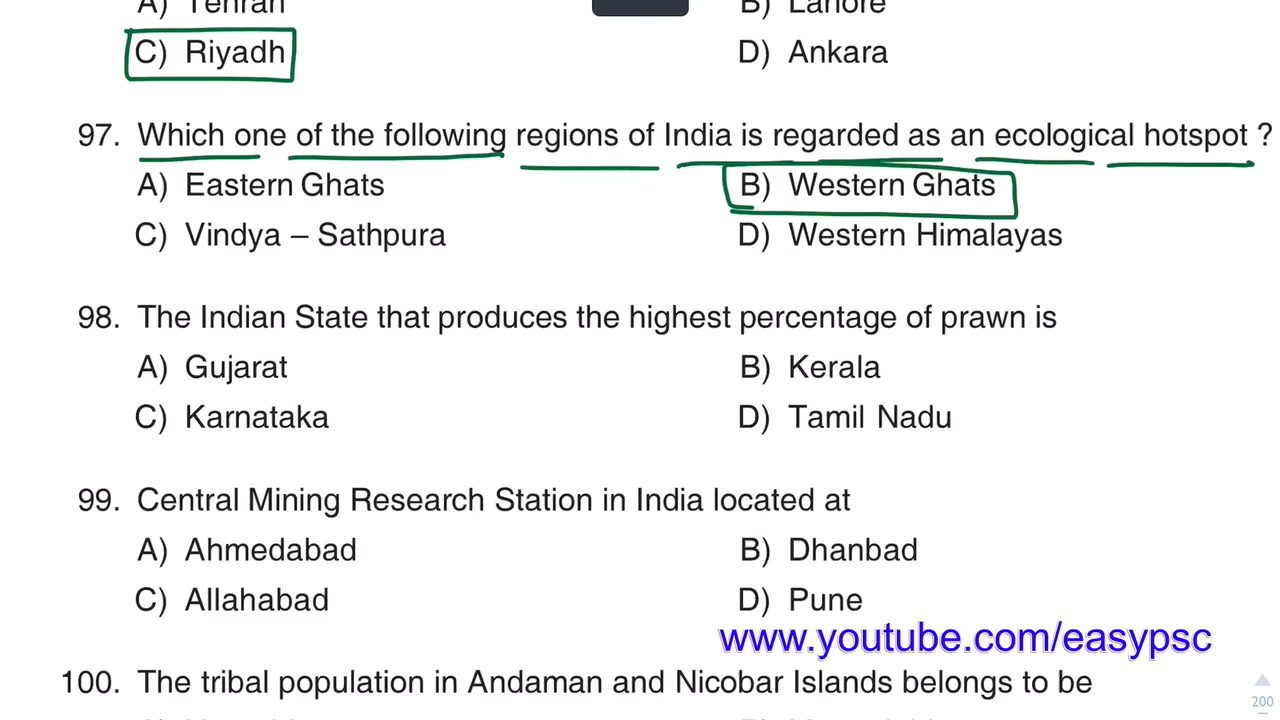 A) Tehran B) Lahore
C) Riyadh D) Ankara
97. Which one of the following regions of India is regarded as an ecological hotspot ?
A) Eastern Ghats B) Western Ghats
C) Vindya – Sathpura D) Western Himalayas
98. The Indian State that produces the highest percentage of prawn is
A) Gujarat B) Kerala
C) Karnataka D) Tamil Nadu
99. Central Mining Research Station in India located at
A) Ahmedabad B) Dhanbad
C) Allahabad D) Pune
www.youtube.com/easypsc
100. The tribal population in Andaman and Nicobar Islands belongs to be
200